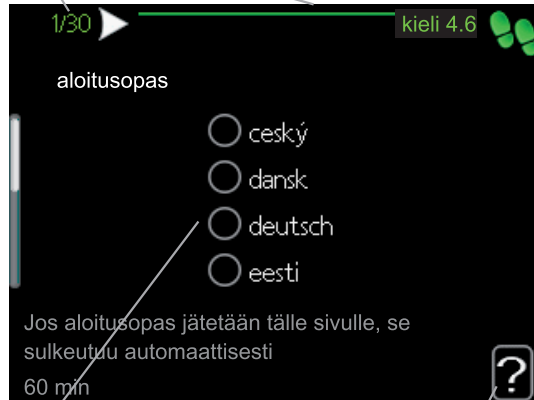 1/30
kieli 4.6
aloitusopas
ceský
dansk
deutsch
eesti
Jos aloitusopas jätetään tälle sivulle, se
sulkeutuu automaattisesti
60 min
?